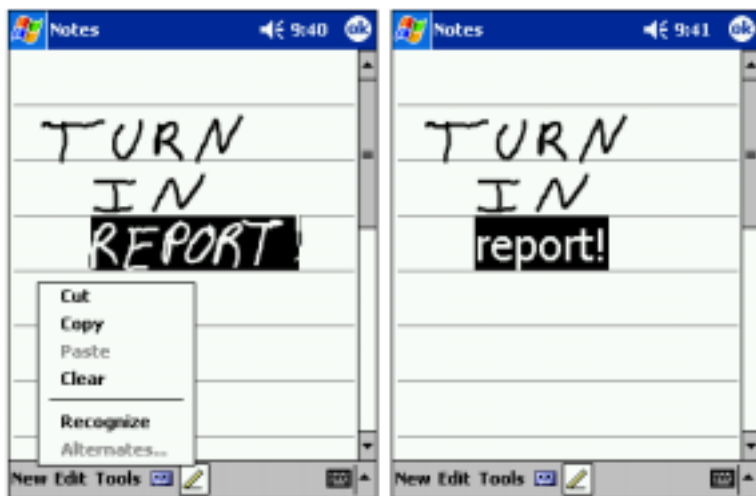 Notes 9:40 ok
TURN
IN
REPORT!
Cut
Copy
Paste
Clear
Recognize
Alternates...
New Edit Tools
Notes 9:41 ok
TURN
IN
report!
New Edit Tools